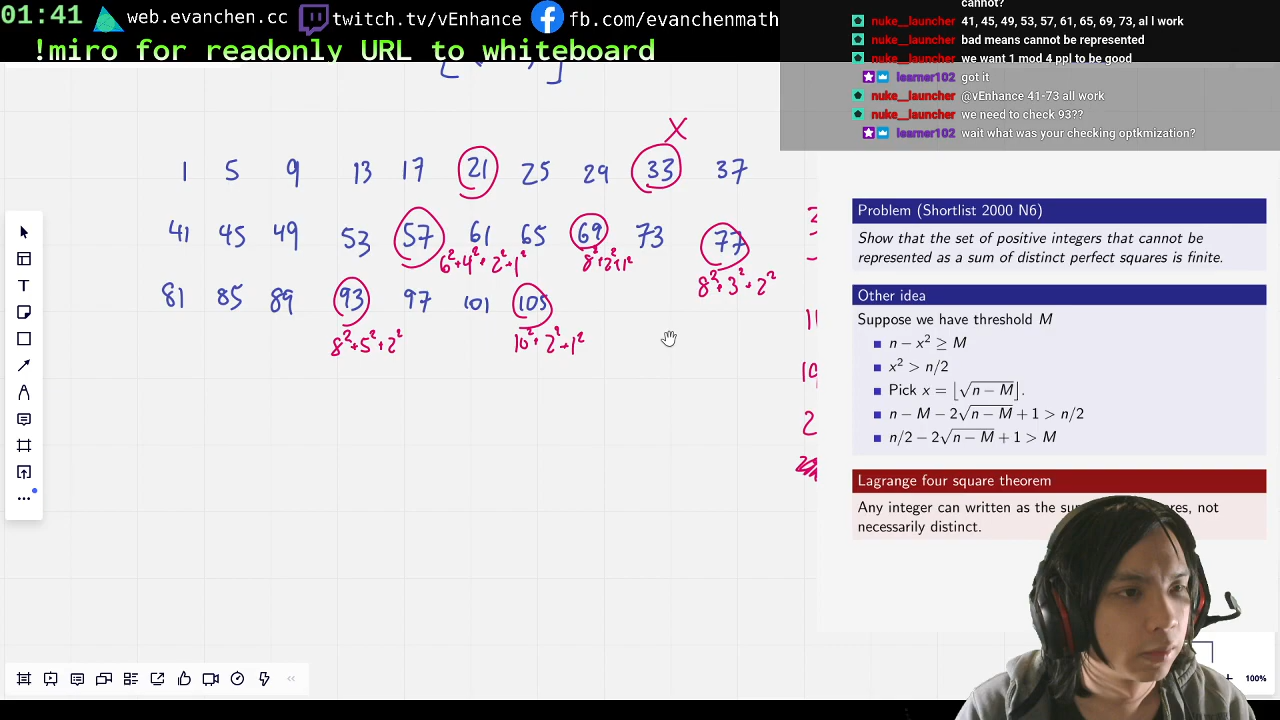 01:41 web.evanchen.cc twitch.tv/vEnhance fb.com/evanchenmath
!miro for readonly URL to whiteboard
cannot?
nuke__launcher 41, 45, 49, 53, 57, 61, 65, 69, 73, al l work
nuke__launcher bad means cannot be represented
nuke__launcher we want 1 mod 4 ppl to be good
learner102 got it
nuke__launcher @vEnhance 41-73 all work
nuke__launcher we need to check 93??
learner102 wait what was your checking optkmization?
X
1 5 9 13 17 21 25 29 33 37
41 45 49 53 57 61 65 69 73 77
6²+4²+2²+1² 8²+2²+1² 8²+3²+2²
81 85 89 93 97 101 105
8²+5²+2² 10²+2²+1²
Problem (Shortlist 2000 N6)
Show that the set of positive integers that cannot be
represented as a sum of distinct perfect squares is finite.
Other idea
Suppose we have threshold M
n − x² ≥ M
x² > n/2
Pick x = ⌊√(n − M)⌋.
n − M − 2√(n − M) + 1 > n/2
n/2 − 2√(n − M) + 1 > M
Lagrange four square theorem
Any integer can written as the not
necessarily distinct.
100%